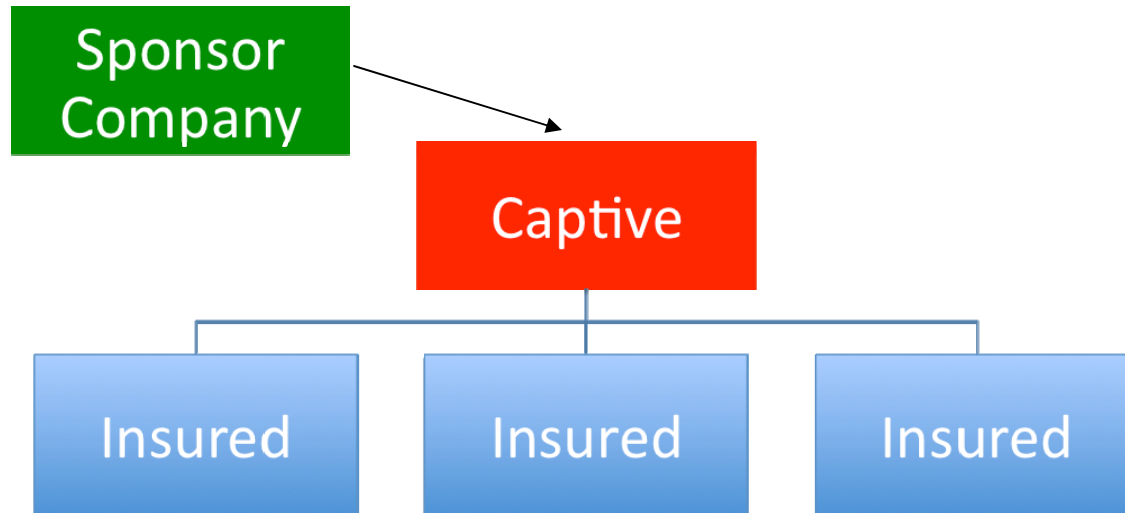 Sponsor
Company
Captive
Insured
Insured
Insured